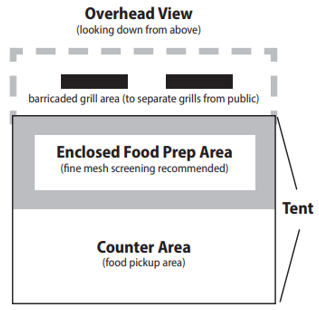 Overhead View
(looking down from above)
barricaded grill area (to separate grills from public)
Enclosed Food Prep Area
(fine mesh screening recommended)
Tent
Counter Area
(food pickup area)